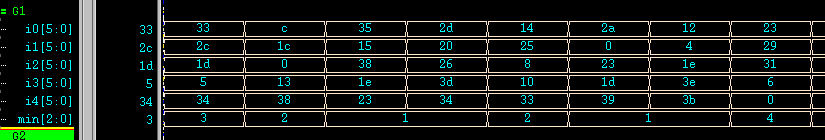 G1
i0[5:0] 33 33 c 35 2d 14 2a 12 23
i1[5:0] 2c 2c 1c 15 20 25 0 4 29
i2[5:0] 1d 1d 0 38 26 8 23 1e 31
i3[5:0] 5 5 13 1e 3d 10 1d 3e 6
i4[5:0] 34 34 38 23 34 33 39 3b 0
min[2:0] 3 3 2 1 2 1 4
G2